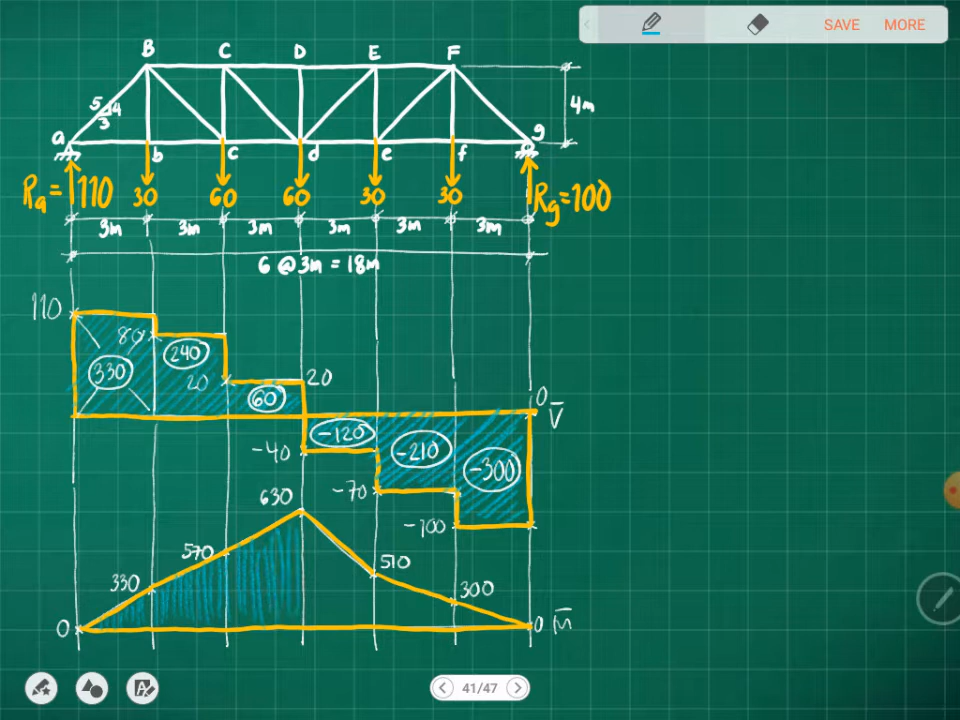 SAVE MORE
B C D E F
5 4
3
4m
a b c d e f g
Ra = 110 30 60 60 30 30 Rg = 100
3m 3m 3m 3m 3m 3m
6 @ 3m = 18m
110
80
330 240
20 20
60
0
V
-120
-40
-210
-300
-70
-100
630
570
510
330
300
0
0 M
41/47